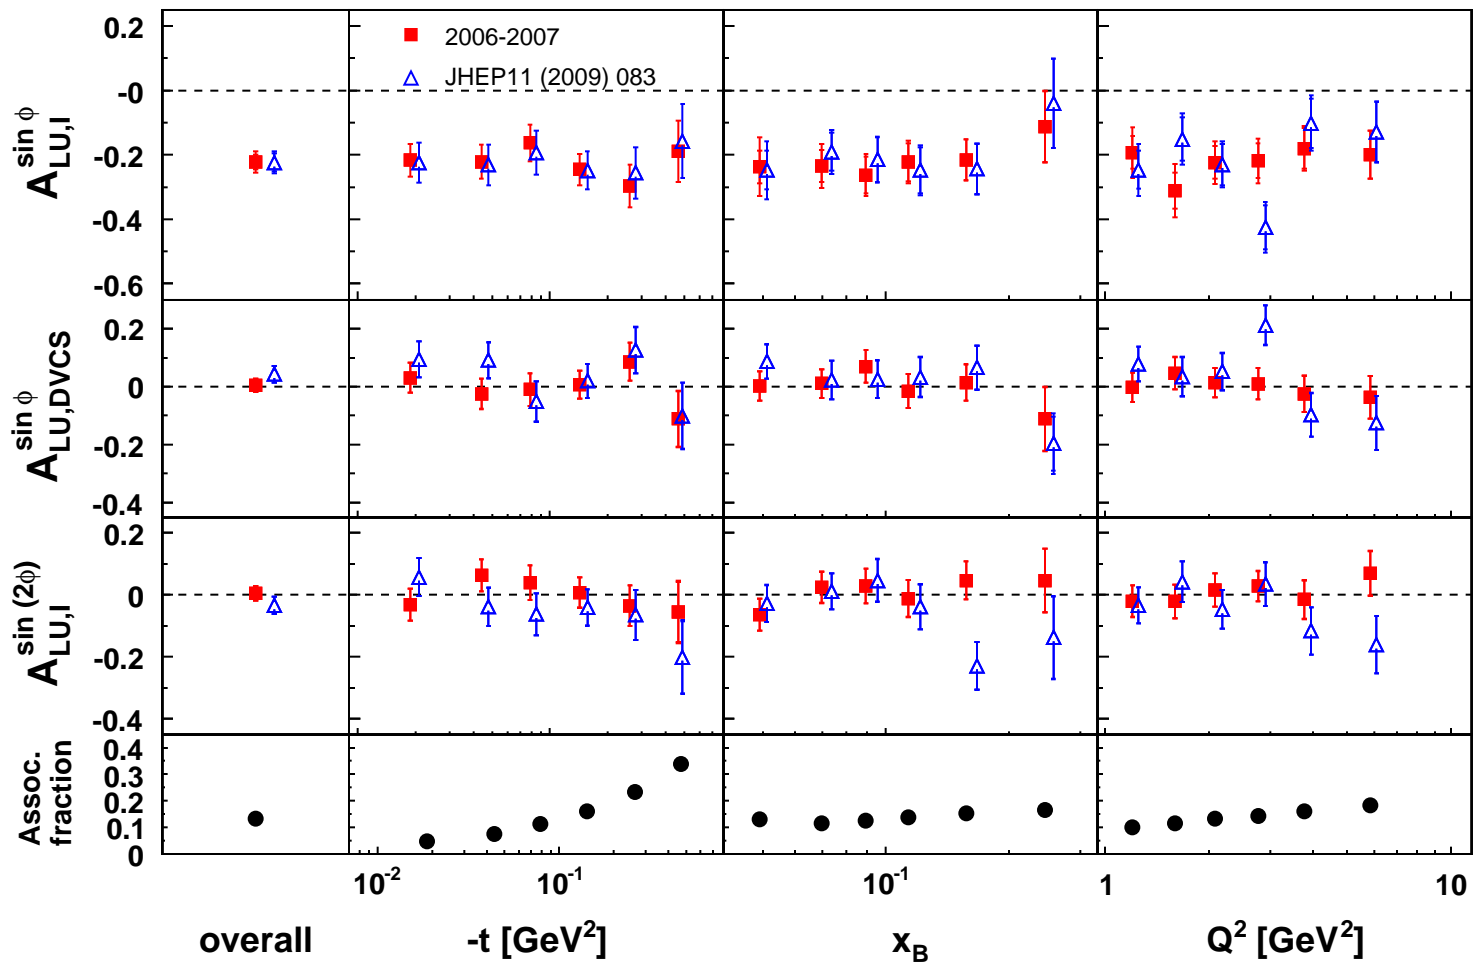 2006-2007
JHEP11 (2009) 083
A_{LU,I}^{sin ϕ}
0.2
-0
-0.2
-0.4
-0.6
A_{LU,DVCS}^{sin ϕ}
0.2
0
-0.2
-0.4
A_{LU,I}^{sin (2ϕ)}
0.2
0
-0.2
-0.4
Assoc.
fraction
0.4
0.3
0.2
0.1
0
10^{-2} 10^{-1} 10^{-1} 1 10
overall -t [GeV^2] x_B Q^2 [GeV^2]